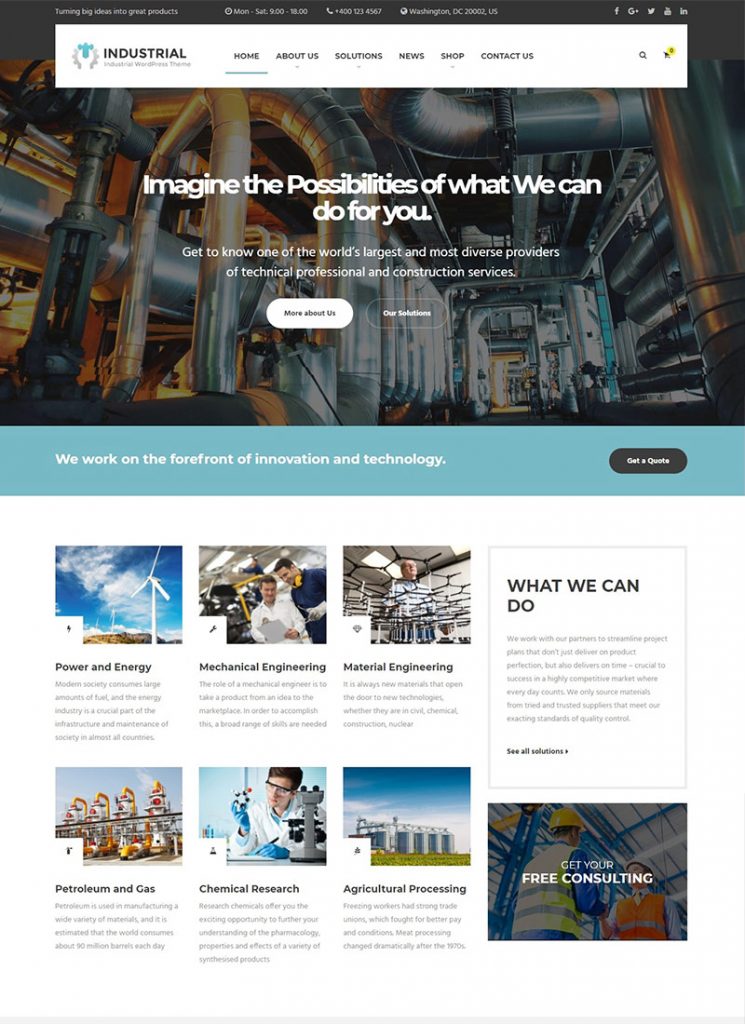 Turning big ideas into great products
Mon - Sat: 9:00 - 18:00
+400 123 4567
Washington, DC 20002, US
INDUSTRIAL
Industrial WordPress Theme
HOME
ABOUT US
SOLUTIONS
NEWS
SHOP
CONTACT US
0
Imagine the Possibilities of what We can
do for you.
Get to know one of the world's largest and most diverse providers
of technical professional and construction services.
More about Us
Our Solutions
We work on the forefront of innovation and technology.
Get a Quote
Power and Energy
Modern society consumes large
amounts of fuel, and the energy
industry is a crucial part of the
infrastructure and maintenance of
society in almost all countries.
Mechanical Engineering
The role of a mechanical engineer is to
take a product from an idea to the
marketplace. In order to accomplish
this, a broad range of skills are needed
Material Engineering
It is always new materials that open
the door to new technologies,
whether they are in civil, chemical,
construction, nuclear
WHAT WE CAN
DO
We work with our partners to streamline project
plans that don't just deliver on product
perfection, but also delivers on time – crucial to
success in a highly competitive market where
every day counts. We only source materials
from tried and trusted suppliers that meet our
exacting standards of quality control.
See all solutions
Petroleum and Gas
Petroleum is used in manufacturing a
wide variety of materials, and it is
estimated that the world consumes
about 90 million barrels each day
Chemical Research
Research chemicals offer you the
exciting opportunity to further your
understanding of the pharmacology,
properties and effects of a variety of
synthesised products
Agricultural Processing
Freezing workers had strong trade
unions, which fought for better pay
and conditions. Meat processing
changed dramatically after the 1970s.
GET YOUR
FREE CONSULTING